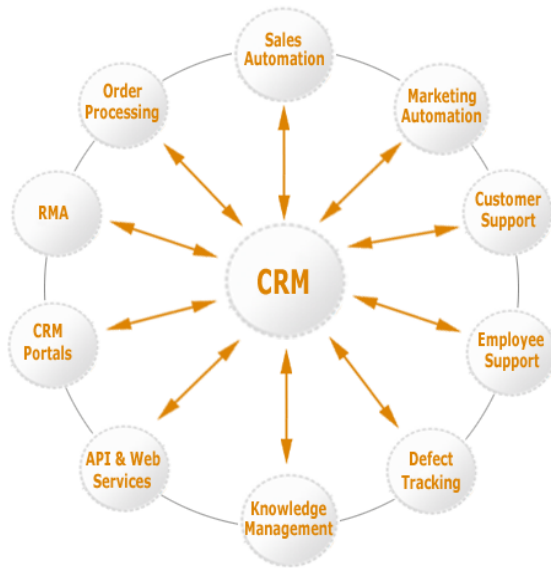 Sales
Automation
Marketing
Automation
Customer
Support
Employee
Support
Defect
Tracking
Knowledge
Management
API & Web
Services
CRM
Portals
RMA
Order
Processing
CRM